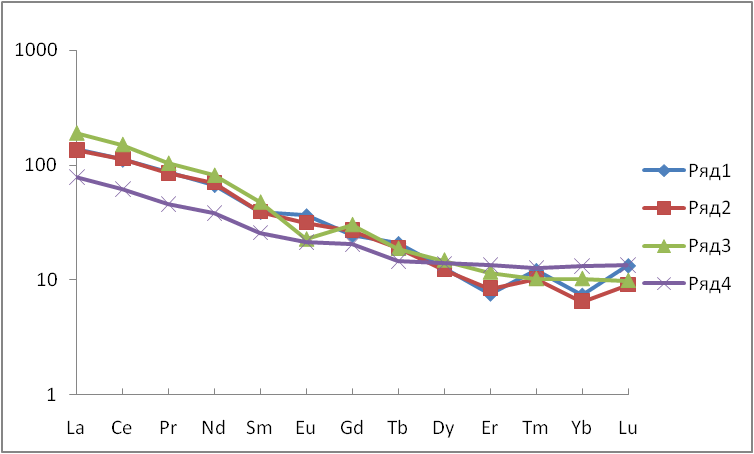 1000
100
10
1
La Ce Pr Nd Sm Eu Gd Tb Dy Er Tm Yb Lu
Ряд1
Ряд2
Ряд3
Ряд4